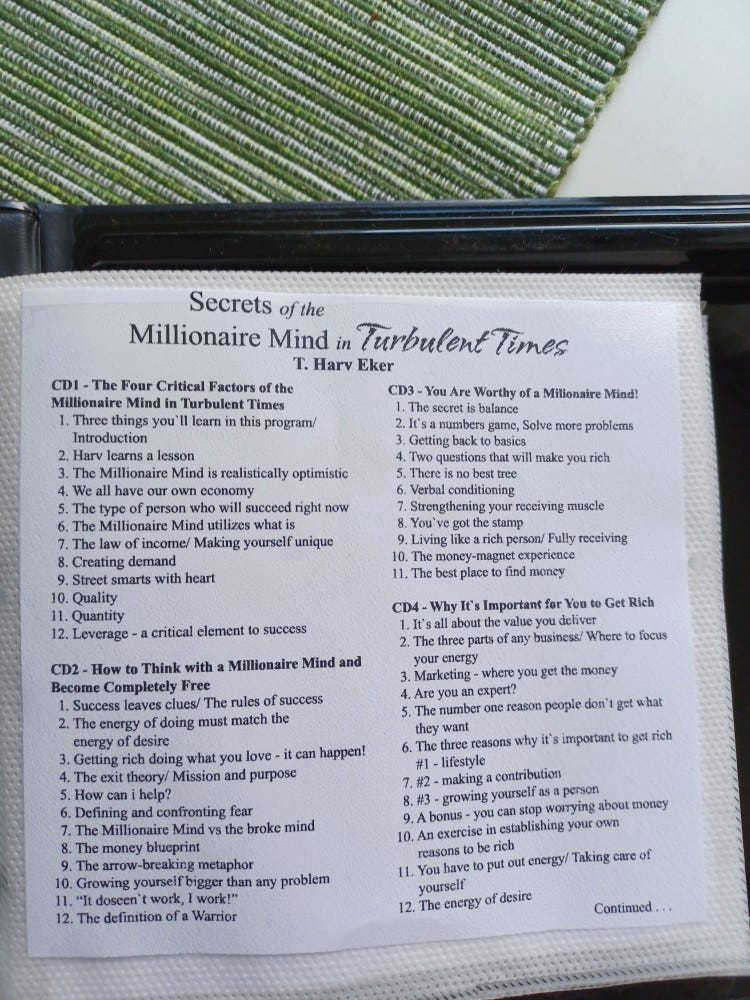 Secrets of the
Millionaire Mind in Turbulent Times
T. Harv Eker
CD1 - The Four Critical Factors of the
Millionaire Mind in Turbulent Times
1. Three things you`ll learn in this program/
Introduction
2. Harv learns a lesson
3. The Millionaire Mind is realistically optimistic
4. We all have our own economy
5. The type of person who will succeed right now
6. The Millionaire Mind utilizes what is
7. The law of income/ Making yourself unique
8. Creating demand
9. Street smarts with heart
10. Quality
11. Quantity
12. Leverage - a critical element to success
CD2 - How to Think with a Millionaire Mind and
Become Completely Free
1. Success leaves clues/ The rules of success
2. The energy of doing must match the
energy of desire
3. Getting rich doing what you love - it can happen!
4. The exit theory/ Mission and purpose
5. How can i help?
6. Defining and confronting fear
7. The Millionaire Mind vs the broke mind
8. The money blueprint
9. The arrow-breaking metaphor
10. Growing yourself bigger than any problem
11. “It doseen`t work, I work!”
12. The definition of a Warrior
CD3 - You Are Worthy of a Milionaire Mind!
1. The secret is balance
2. It`s a numbers game, Solve more problems
3. Getting back to basics
4. Two questions that will make you rich
5. There is no best tree
6. Verbal conditioning
7. Strengthening your receiving muscle
8. You`ve got the stamp
9. Living like a rich person/ Fully receiving
10. The money-magnet experience
11. The best place to find money
CD4 - Why It`s Important for You to Get Rich
1. It`s all about the value you deliver
2. The three parts of any business/ Where to focus
your energy
3. Marketing - where you get the money
4. Are you an expert?
5. The number one reason people don`t get what
they want
6. The three reasons why it`s important to get rich
#1 - lifestyle
7. #2 - making a contribution
8. #3 - growing yourself as a person
9. A bonus - you can stop worrying about money
10. An exercise in establishing your own
reasons to be rich
11. You have to put out energy/ Taking care of
yourself
12. The energy of desire
Continued . . .